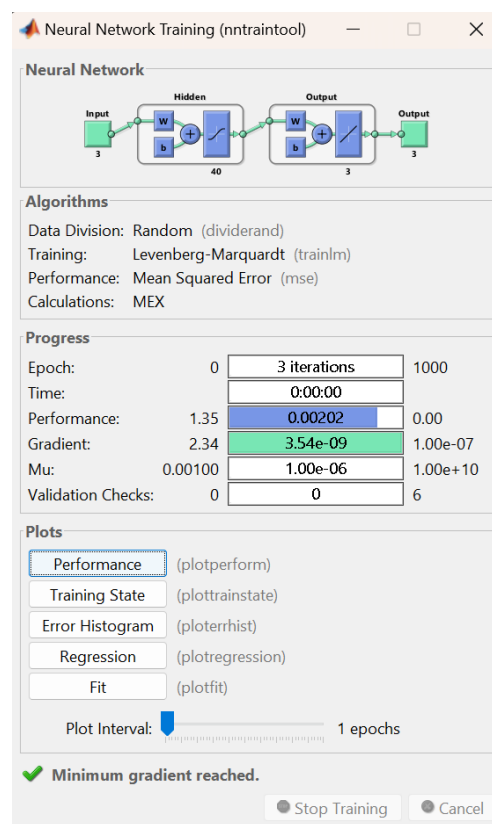 Neural Network Training (nntraintool)
Neural Network
Hidden Output
Input Output
W W
b b
3 3
40 3
Algorithms
Data Division: Random (dividerand)
Training: Levenberg-Marquardt (trainlm)
Performance: Mean Squared Error (mse)
Calculations: MEX
Progress
Epoch: 0 3 iterations 1000
Time: 0:00:00
Performance: 1.35 0.00202 0.00
Gradient: 2.34 3.54e-09 1.00e-07
Mu: 0.00100 1.00e-06 1.00e+10
Validation Checks: 0 0 6
Plots
Performance (plotperform)
Training State (plottrainstate)
Error Histogram (ploterrhist)
Regression (plotregression)
Fit (plotfit)
Plot Interval: 1 epochs
Minimum gradient reached.
Stop Training Cancel